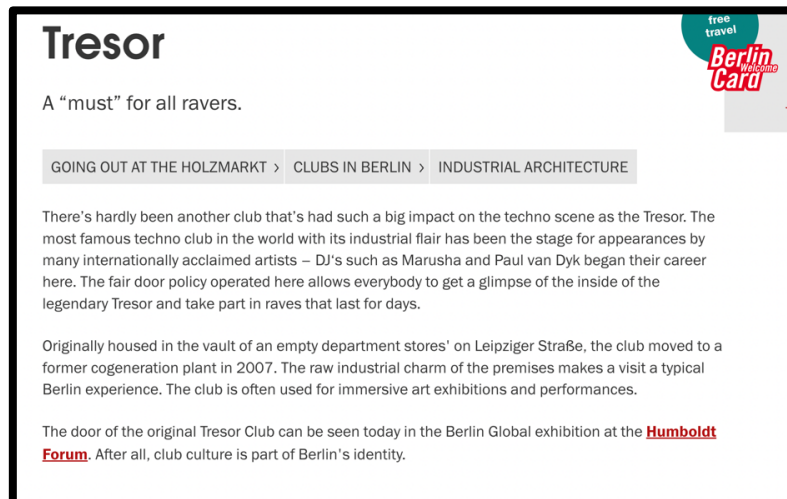 Tresor
free
travel
Berlin
Welcome
Card
A “must” for all ravers.
GOING OUT AT THE HOLZMARKT > CLUBS IN BERLIN > INDUSTRIAL ARCHITECTURE
There's hardly been another club that's had such a big impact on the techno scene as the Tresor. The
most famous techno club in the world with its industrial flair has been the stage for appearances by
many internationally acclaimed artists – DJ‘s such as Marusha and Paul van Dyk began their career
here. The fair door policy operated here allows everybody to get a glimpse of the inside of the
legendary Tresor and take part in raves that last for days.
Originally housed in the vault of an empty department stores' on Leipziger Straße, the club moved to a
former cogeneration plant in 2007. The raw industrial charm of the premises makes a visit a typical
Berlin experience. The club is often used for immersive art exhibitions and performances.
The door of the original Tresor Club can be seen today in the Berlin Global exhibition at the Humboldt
Forum. After all, club culture is part of Berlin's identity.